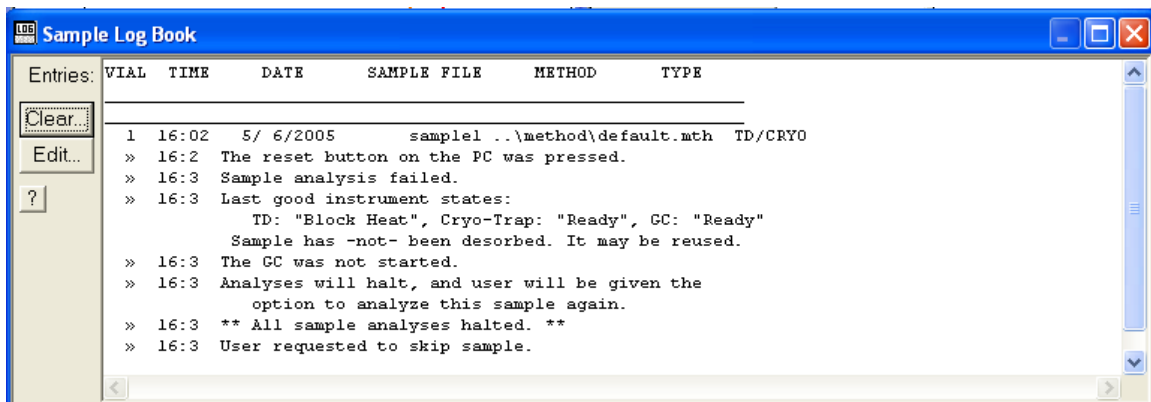 LOG
Sample Log Book
Entries:
Clear...
Edit...
?
VIAL TIME DATE SAMPLE FILE METHOD TYPE
1 16:02 5/ 6/2005 sample1 ..\method\default.mth TD/CRYO
» 16:2 The reset button on the PC was pressed.
» 16:3 Sample analysis failed.
» 16:3 Last good instrument states:
TD: "Block Heat", Cryo-Trap: "Ready", GC: "Ready"
Sample has -not- been desorbed. It may be reused.
» 16:3 The GC was not started.
» 16:3 Analyses will halt, and user will be given the
option to analyze this sample again.
» 16:3 ** All sample analyses halted. **
» 16:3 User requested to skip sample.